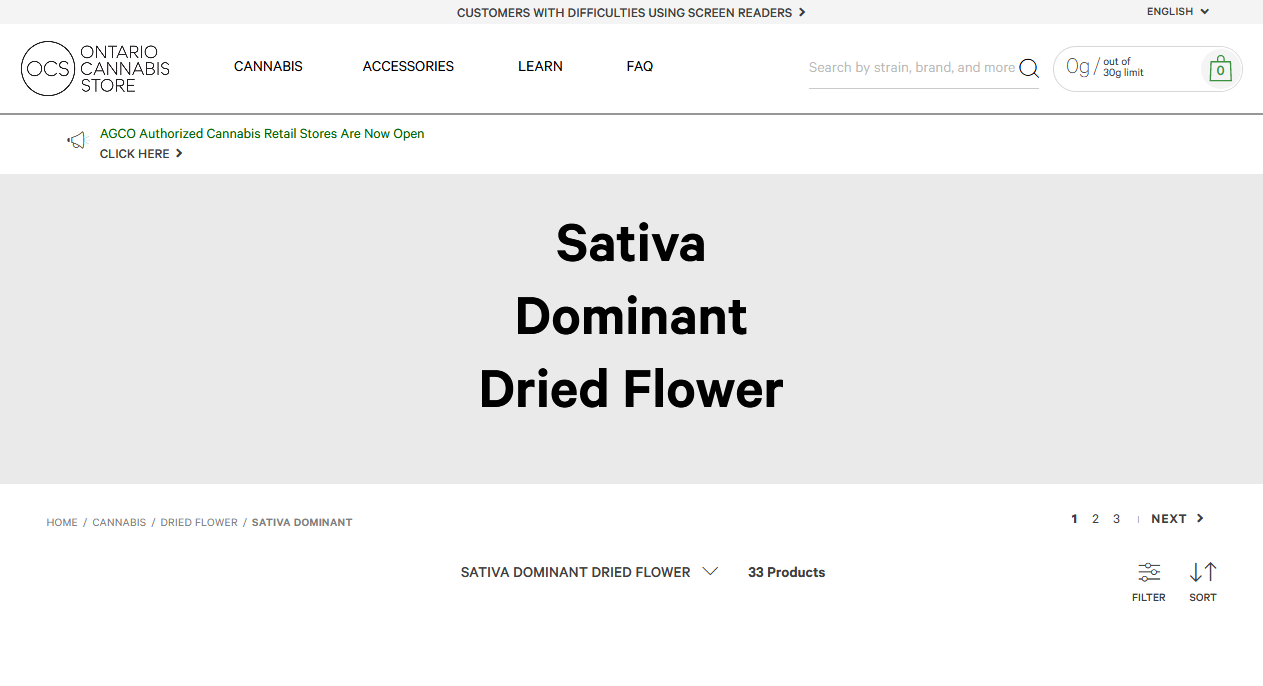 CUSTOMERS WITH DIFFICULTIES USING SCREEN READERS
ENGLISH
OCS
ONTARIO
CANNABIS
STORE
CANNABIS
ACCESSORIES
LEARN
FAQ
Search by strain, brand, and more
0g / out of
30g limit
0
AGCO Authorized Cannabis Retail Stores Are Now Open
CLICK HERE
Sativa
Dominant
Dried Flower
HOME / CANNABIS / DRIED FLOWER / SATIVA DOMINANT
1 2 3 | NEXT
SATIVA DOMINANT DRIED FLOWER
33 Products
FILTER
SORT